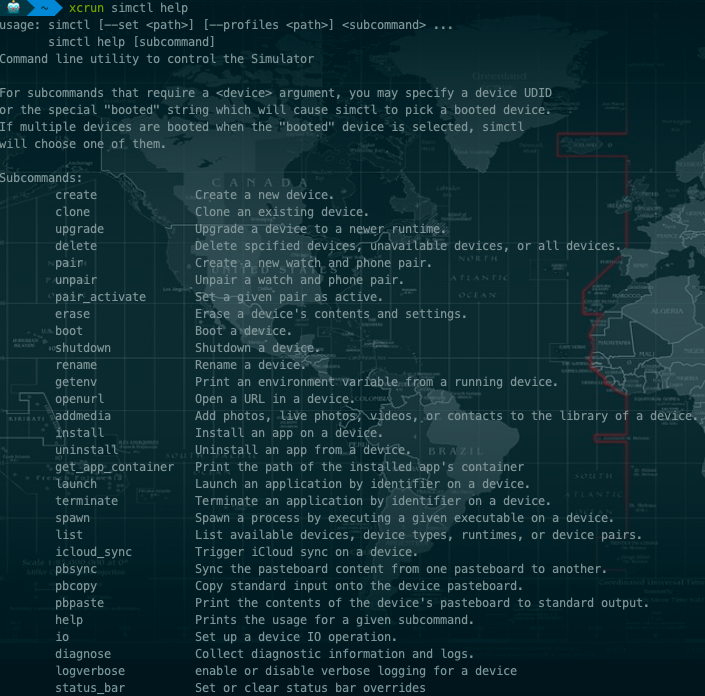 ~ xcrun simctl help
usage: simctl [--set <path>] [--profiles <path>] <subcommand> ...
       simctl help [subcommand]
Command line utility to control the Simulator

For subcommands that require a <device> argument, you may specify a device UDID
or the special "booted" string which will cause simctl to pick a booted device.
If multiple devices are booted when the "booted" device is selected, simctl
will choose one of them.

Subcommands:
        create              Create a new device.
        clone               Clone an existing device.
        upgrade             Upgrade a device to a newer runtime.
        delete              Delete spcified devices, unavailable devices, or all devices.
        pair                Create a new watch and phone pair.
        unpair              Unpair a watch and phone pair.
        pair_activate       Set a given pair as active.
        erase               Erase a device's contents and settings.
        boot                Boot a device.
        shutdown            Shutdown a device.
        rename              Rename a device.
        getenv              Print an environment variable from a running device.
        openurl             Open a URL in a device.
        addmedia            Add photos, live photos, videos, or contacts to the library of a device.
        install             Install an app on a device.
        uninstall           Uninstall an app from a device.
        get_app_container   Print the path of the installed app's container
        launch              Launch an application by identifier on a device.
        terminate           Terminate an application by identifier on a device.
        spawn               Spawn a process by executing a given executable on a device.
        list                List available devices, device types, runtimes, or device pairs.
        icloud_sync         Trigger iCloud sync on a device.
        pbsync              Sync the pasteboard content from one pasteboard to another.
        pbcopy              Copy standard input onto the device pasteboard.
        pbpaste             Print the contents of the device's pasteboard to standard output.
        help                Prints the usage for a given subcommand.
        io                  Set up a device IO operation.
        diagnose            Collect diagnostic information and logs.
        logverbose          enable or disable verbose logging for a device
        status_bar          Set or clear status bar overrides
Greenland
CANADA
UNITED STATES
NORTH
ATLANTIC
OCEAN
ALGERIA
MALI
BRAZIL
SOUTH
ATLANTIC
OCEAN
KIRIBATI